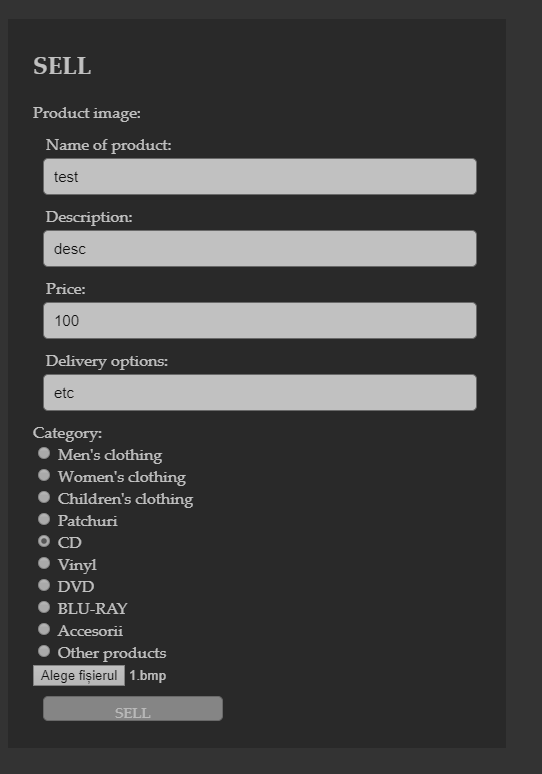 SELL
Product image:
Name of product:
test
Description:
desc
Price:
100
Delivery options:
etc
Category:
Men's clothing
Women's clothing
Children's clothing
Patchuri
CD
Vinyl
DVD
BLU-RAY
Accesorii
Other products
Alege fișierul 1.bmp
SELL